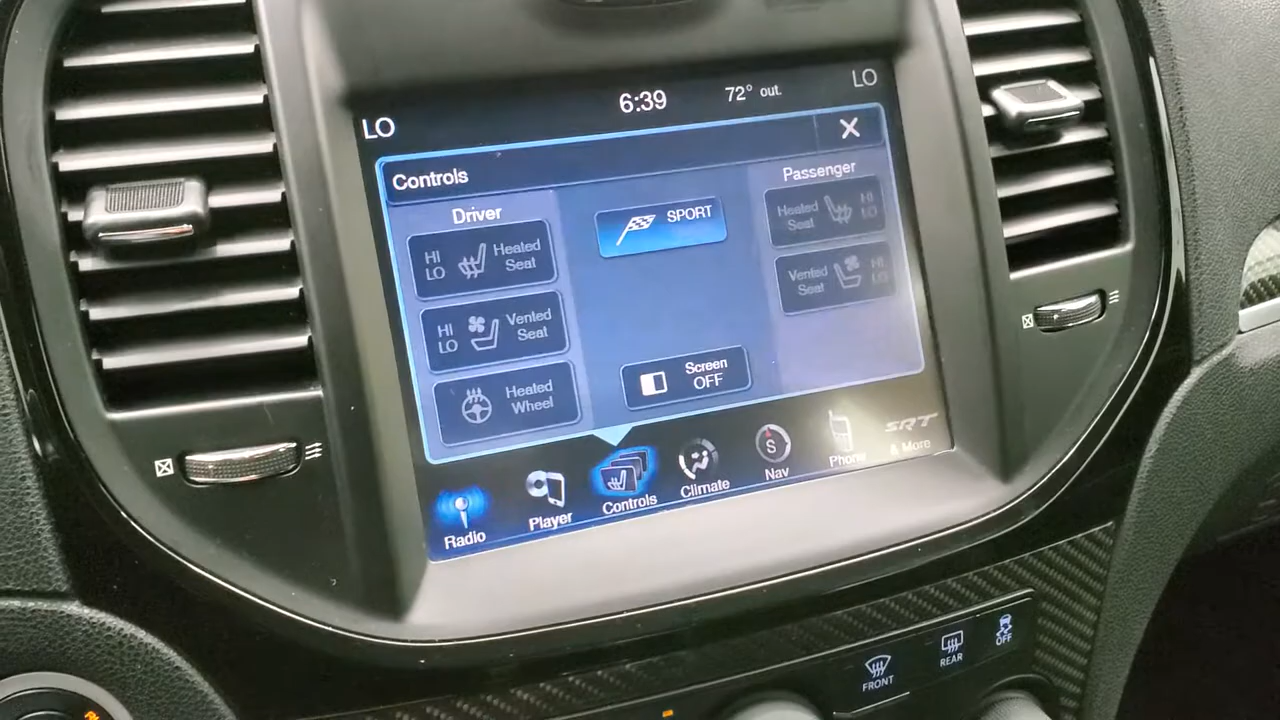 LO
6:39
72° out.
LO
Controls
X
Driver
Passenger
HI
LO
Heated
Seat
SPORT
Heated
Seat
HI
LO
HI
LO
Vented
Seat
Vented
Seat
HI
LO
Heated
Wheel
Screen
OFF
Radio
Player
Controls
Climate
S
Nav
Phone
SRT
& More
FRONT
REAR
OFF